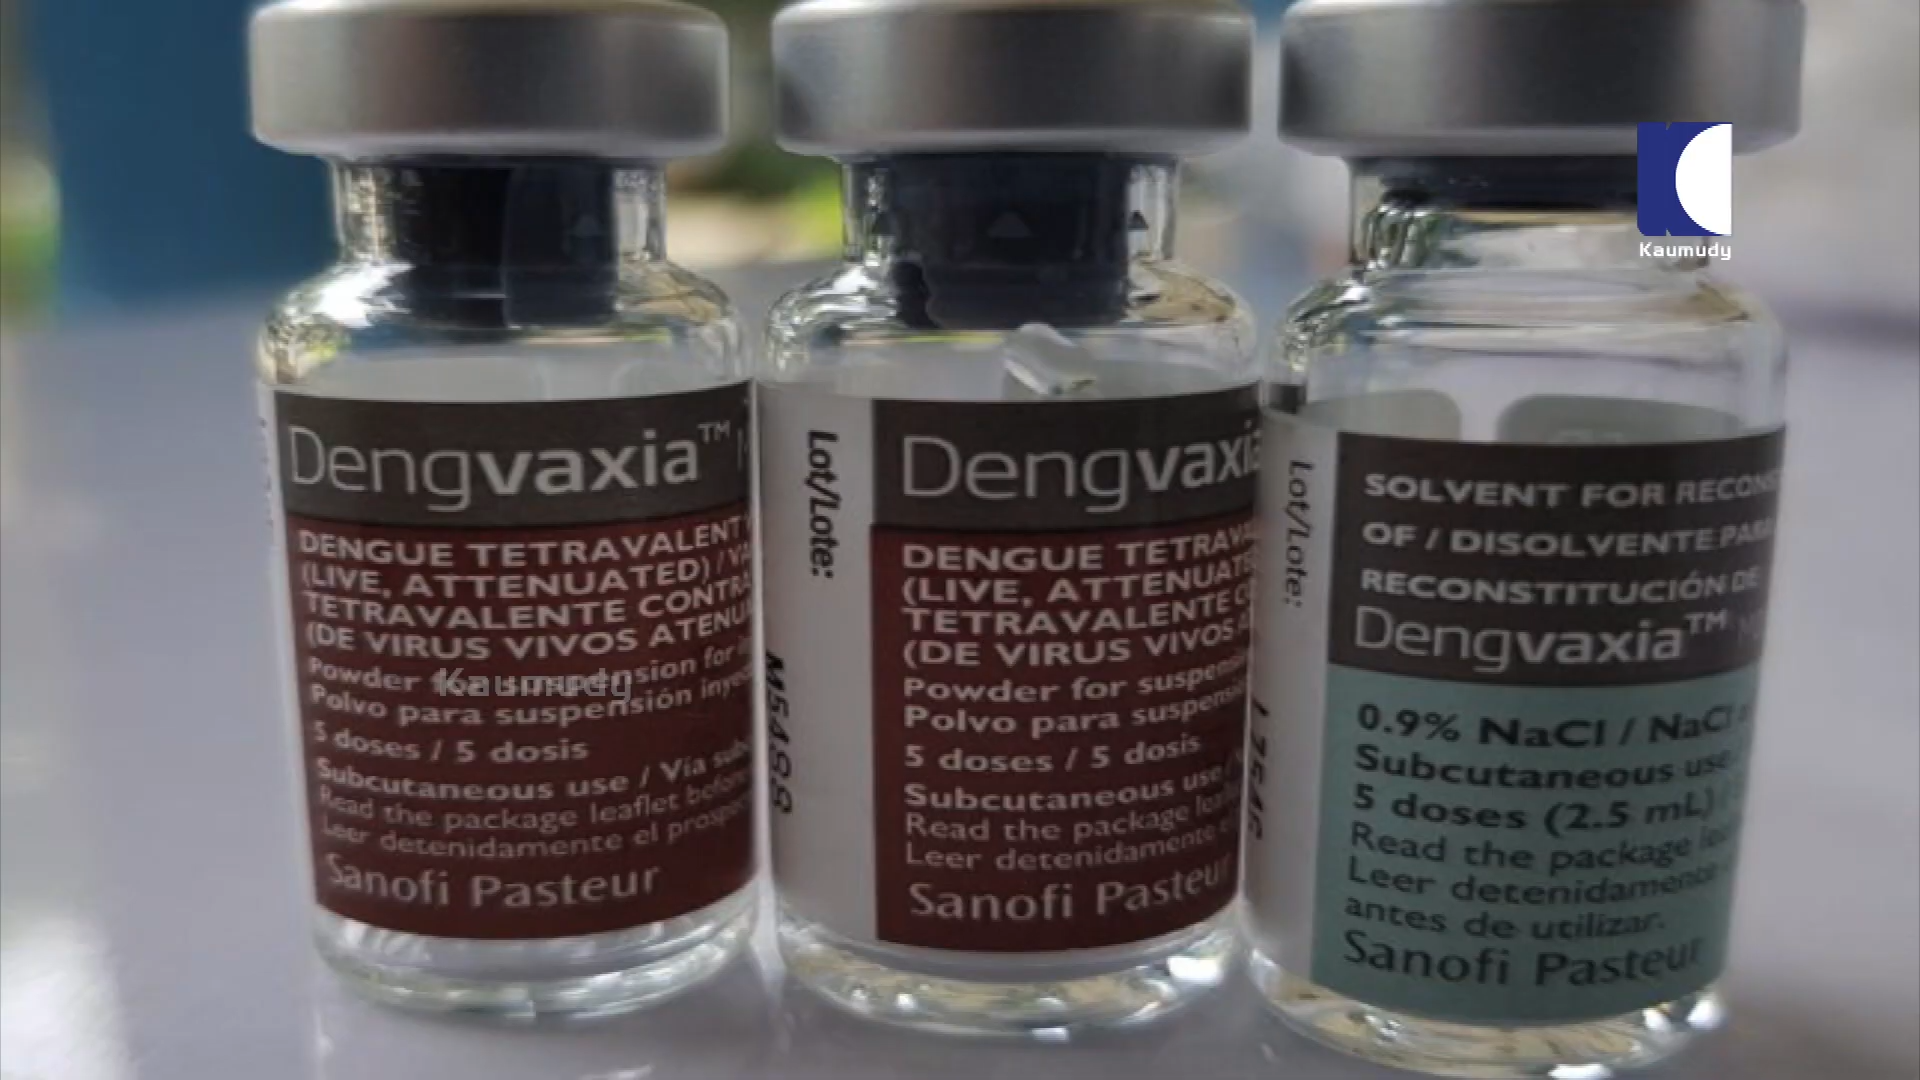 Dengvaxia™
DENGUE TETRAVALENT
(LIVE, ATTENUATED) /
TETRAVALENTE CONTRA
(DE VIRUS VIVOS ATENU
Powder for suspension for
Polvo para suspensión inye
5 doses / 5 dosis
Subcutaneous use / Vía sub
Read the package leaflet before
Leer detenidamente el prospe
Sanofi Pasteur
Kaumudy
Lot/Lote:
M5488
Dengvaxia
DENGUE TETRAVA
(LIVE, ATTENUATE
TETRAVALENTE
(DE VIRUS VIVOS
Powder for suspensi
Polvo para suspens
5 doses / 5 dosis
Subcutaneous use /
Read the package leafl
Leer detenidamente
Sanofi Pasteur
Lot/Lote:
SOLVENT FOR RECONS
OF / DISOLVENTE PARA
RECONSTITUCIÓN DE
Dengvaxia™
0.9% NaCl / NaCl
Subcutaneous use
5 doses (2.5 mL)
Read the package
Leer detenidamente
antes de utilizar.
Sanofi Pasteur
Kaumudy